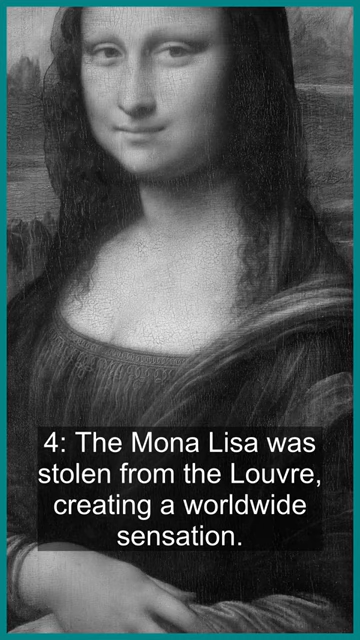 4: The Mona Lisa was
stolen from the Louvre,
creating a worldwide
sensation.